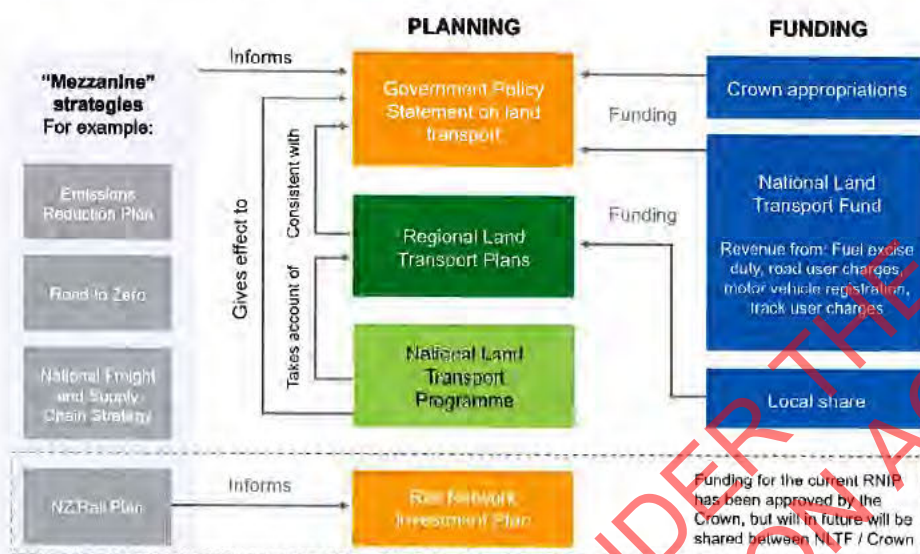 PLANNING
FUNDING
"Mezzanine"
strategies
For example:
Emissions
Reduction Plan
Road to Zero
National Freight
and Supply
Chain Strategy
NZ Rail Plan
Informs
Gives effect to
Consistent with
Takes account of
Informs
Government Policy
Statement on land
transport
Regional Land
Transport Plans
National Land
Transport
Programme
Rail Network
Investment Plan
Funding
Funding
Crown appropriations
National Land
Transport Fund
Revenue from: Fuel excise
duty, road user charges,
motor vehicle registration,
track user charges
Local share
Funding for the current RNIP
has been approved by the
Crown, but will in future will be
shared between NLTF / Crown
UNDER THE
ON AC